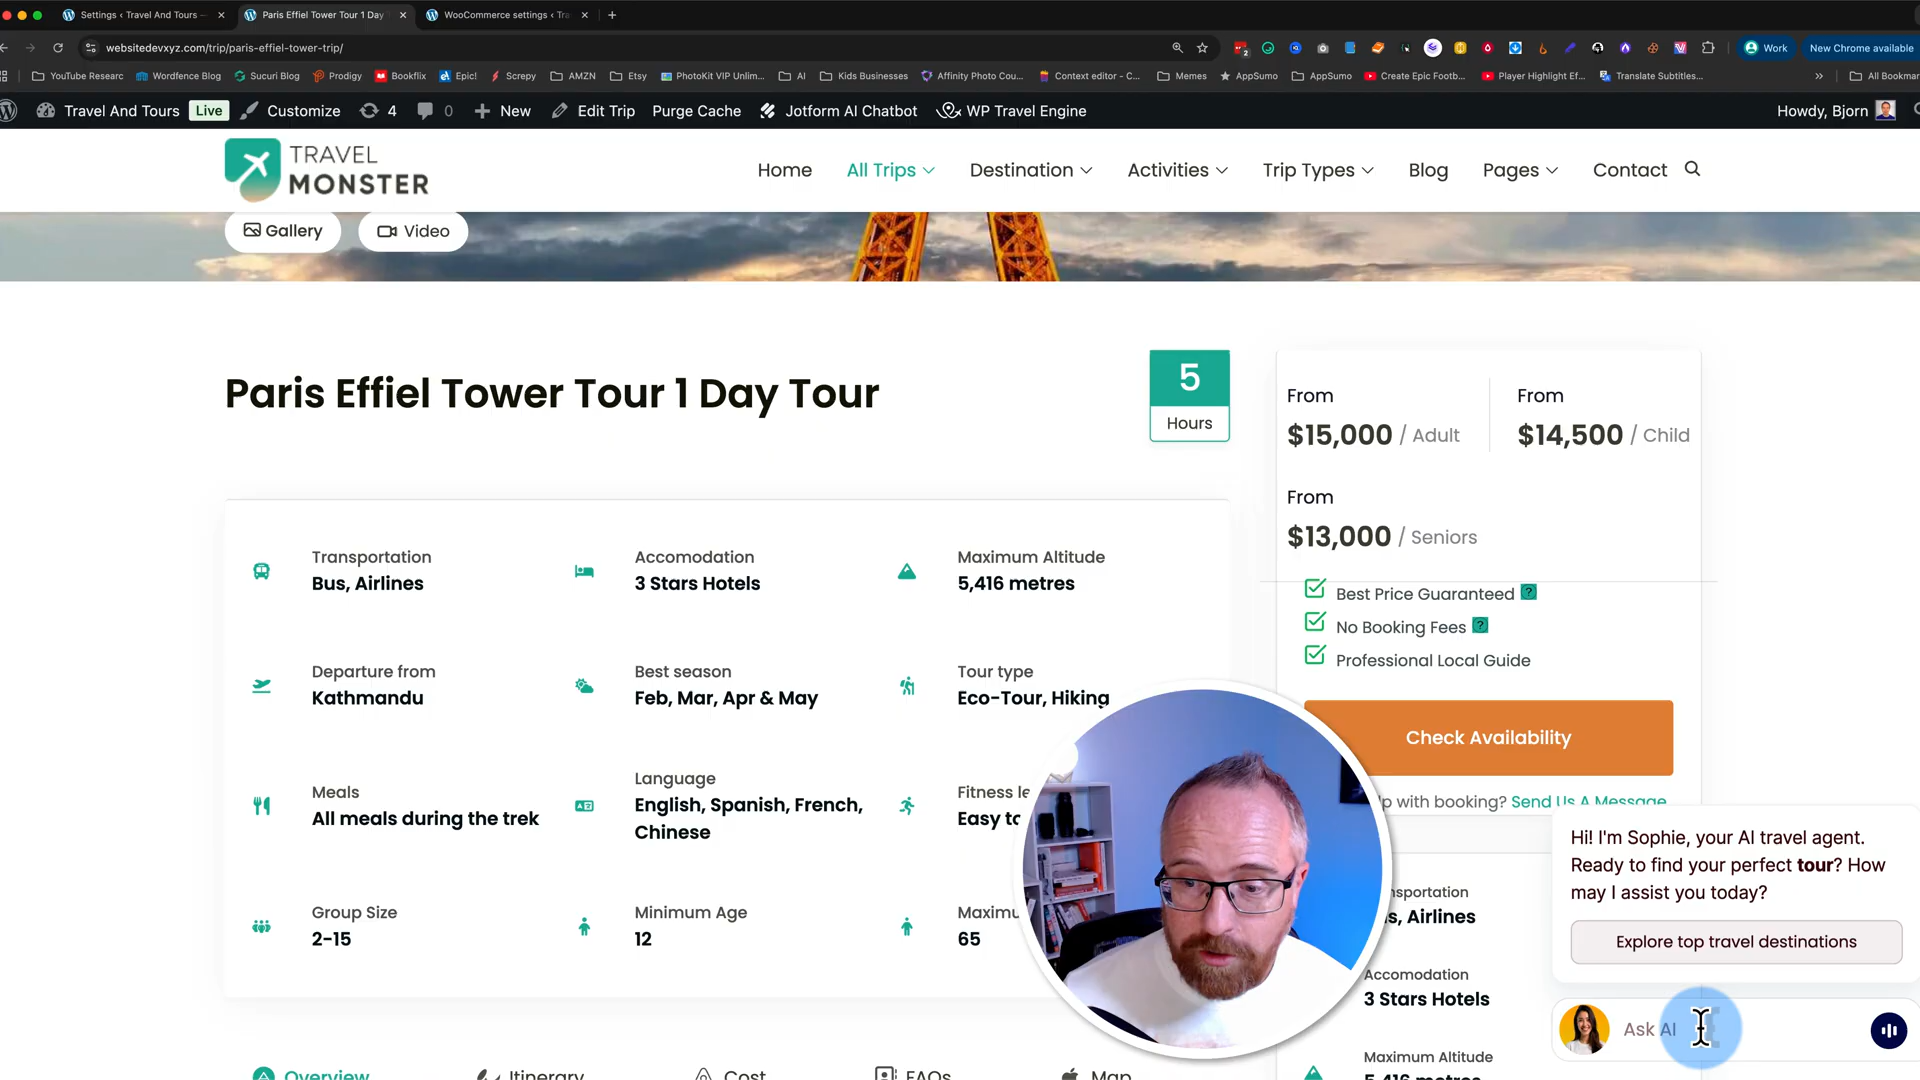 Settings ‹ Travel And Tours
Paris Effiel Tower Tour 1 Day
WooCommerce settings ‹ Tra
websitedevxyz.com/trip/paris-effiel-tower-trip/
Work
New Chrome available
YouTube Researc
Wordfence Blog
Sucuri Blog
Prodigy
Bookflix
Epic!
Screpy
AMZN
Etsy
PhotoKit VIP Unlim...
AI
Kids Businesses
Affinity Photo Cou...
Context editor - C...
Memes
AppSumo
AppSumo
Create Epic Footb...
Player Highlight Ef...
Translate Subtitles...
All Bookmar
Travel And Tours
Live
Customize
4
0
New
Edit Trip
Purge Cache
Jotform AI Chatbot
WP Travel Engine
Howdy, Bjorn
TRAVEL
MONSTER
Home
All Trips
Destination
Activities
Trip Types
Blog
Pages
Contact
Gallery
Video
Paris Effiel Tower Tour 1 Day Tour
5
Hours
From
$15,000 / Adult
From
$14,500 / Child
From
$13,000 / Seniors
Best Price Guaranteed ?
No Booking Fees ?
Professional Local Guide
Check Availability
p with booking? Send Us A Message
Transportation
Bus, Airlines
Accomodation
3 Stars Hotels
Maximum Altitude
5,416 metres
Departure from
Kathmandu
Best season
Feb, Mar, Apr & May
Tour type
Eco-Tour, Hiking
Meals
All meals during the trek
Language
English, Spanish, French,
Chinese
Fitness le
Easy to
Group Size
2-15
Minimum Age
12
Maximu
65
Overview
Itinerary
Cost
FAQs
Map
nsportation
s, Airlines
Accomodation
3 Stars Hotels
Maximum Altitude
5,416 metres
Hi! I'm Sophie, your AI travel agent.
Ready to find your perfect tour? How
may I assist you today?
Explore top travel destinations
Ask AI